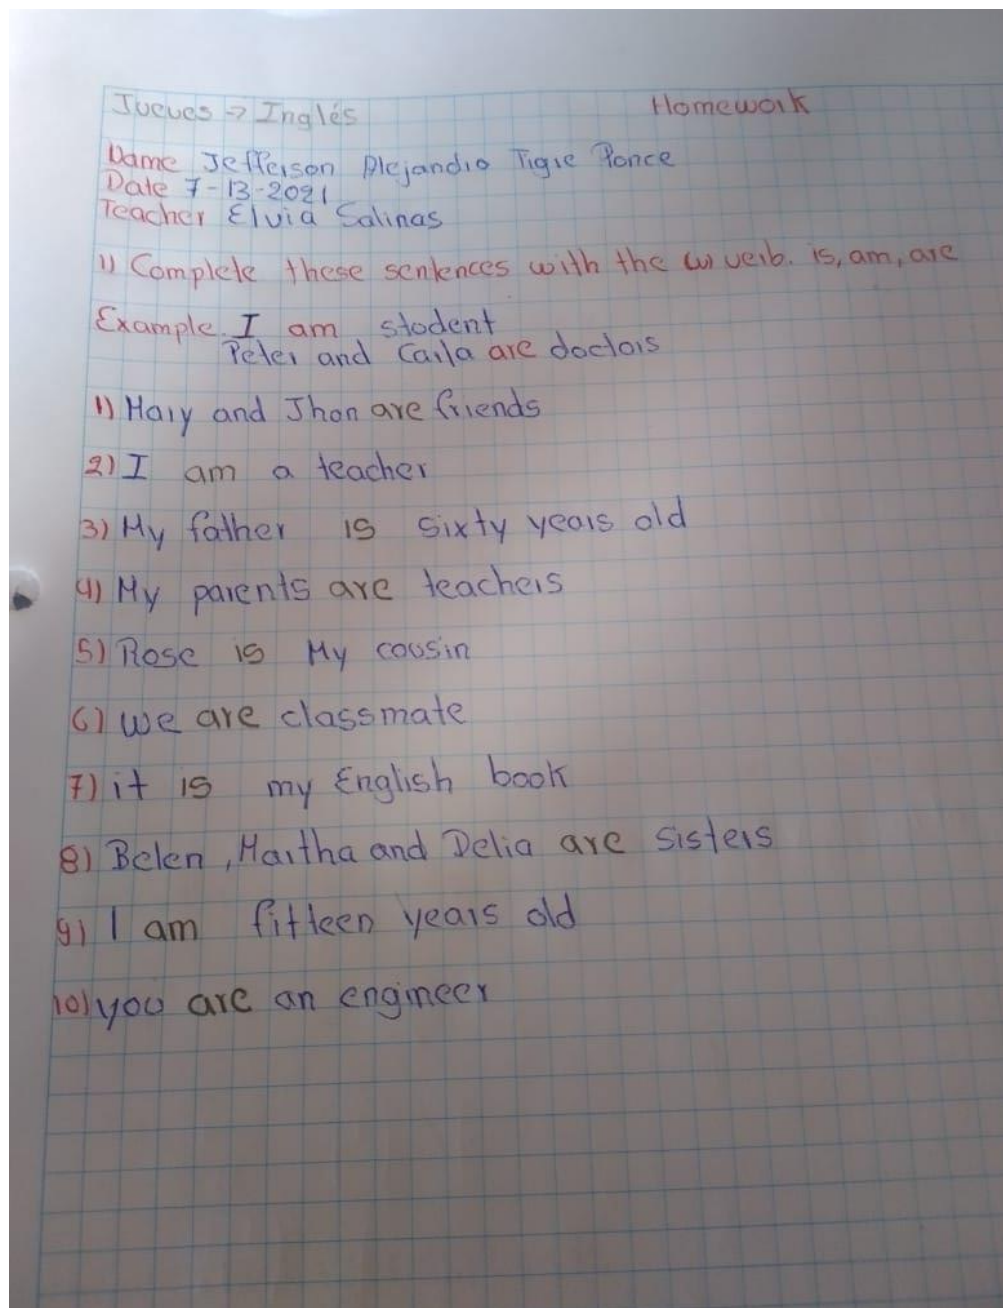 Jueves → Inglés Homework
Name Jefferson Alejandro Tigre Ponce
Date 7-13-2021
Teacher Elvia Salinas
1) Complete these sentences with the verb. is, am, are
Example. I am student
Peter and Carla are doctors
1) Mary and Jhon are friends
2) I am a teacher
3) My father is sixty years old
4) My parents are teachers
5) Rose is My cousin
6) we are classmate
7) it is my English book
8) Belen, Martha and Delia are sisters
9) I am fifteen years old
10) you are an engineer